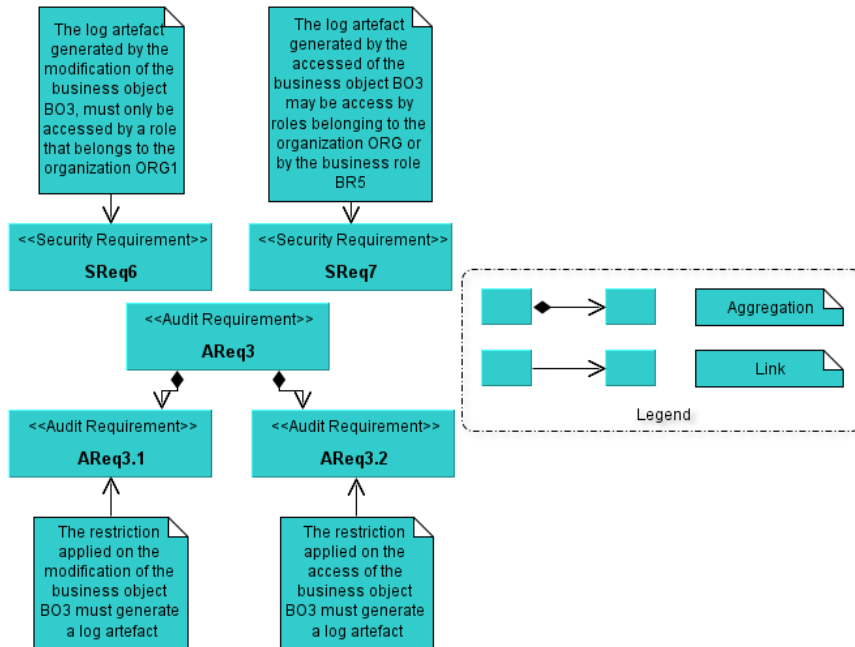 The log artefact
generated by the
modification of the
business object
BO3, must only be
accessed by a role
that belongs to the
organization ORG1
The log artefact
generated by the
accessed of the
business object BO3
may be access by
roles belonging to the
organization ORG or
by the business role
BR5
<<Security Requirement>>
SReq6
<<Security Requirement>>
SReq7
<<Audit Requirement>>
AReq3
<<Audit Requirement>>
AReq3.1
<<Audit Requirement>>
AReq3.2
The restriction
applied on the
modification of the
business object
BO3 must generate
a log artefact
The restriction
applied on the
access of the
business object
BO3 must generate
a log artefact
Aggregation
Link
Legend